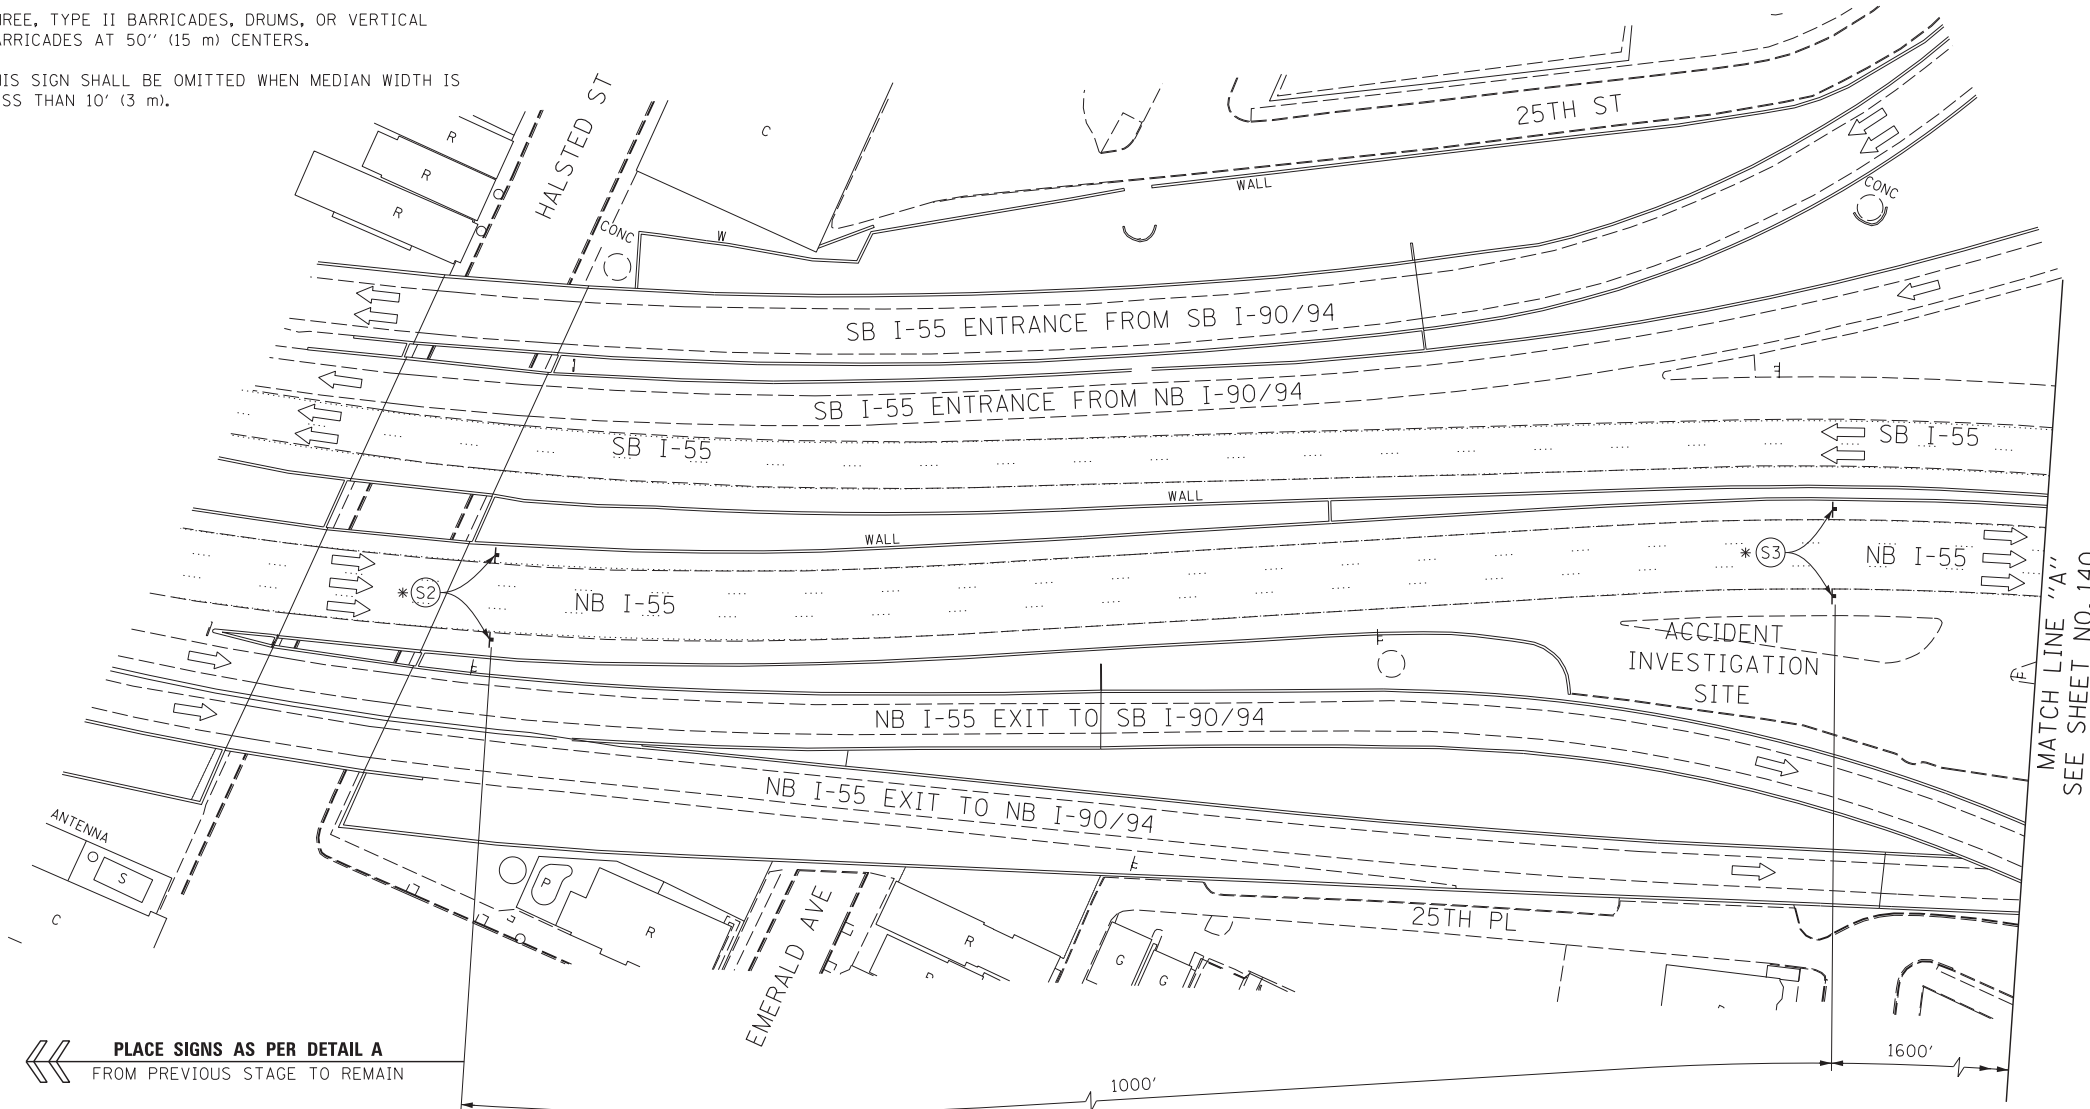 HREE, TYPE II BARRICADES, DRUMS, OR VERTICAL
ARRICADES AT 50'' (15 m) CENTERS.
HIS SIGN SHALL BE OMITTED WHEN MEDIAN WIDTH IS
ESS THAN 10' (3 m).
HALSTED ST
25TH ST
R
R
R
C
W
CONC
WALL
CONC
SB I-55 ENTRANCE FROM SB I-90/94
SB I-55 ENTRANCE FROM NB I-90/94
SB I-55
SB I-55
WALL
WALL
* S2
NB I-55
* S3
NB I-55
ACCIDENT
INVESTIGATION
SITE
MATCH LINE "A"
SEE SHEET NO. 140
NB I-55 EXIT TO SB I-90/94
NB I-55 EXIT TO NB I-90/94
ANTENNA
S
C
P
R
EMERALD AVE
R
G
G
25TH PL
PLACE SIGNS AS PER DETAIL A
FROM PREVIOUS STAGE TO REMAIN
1000'
1600'